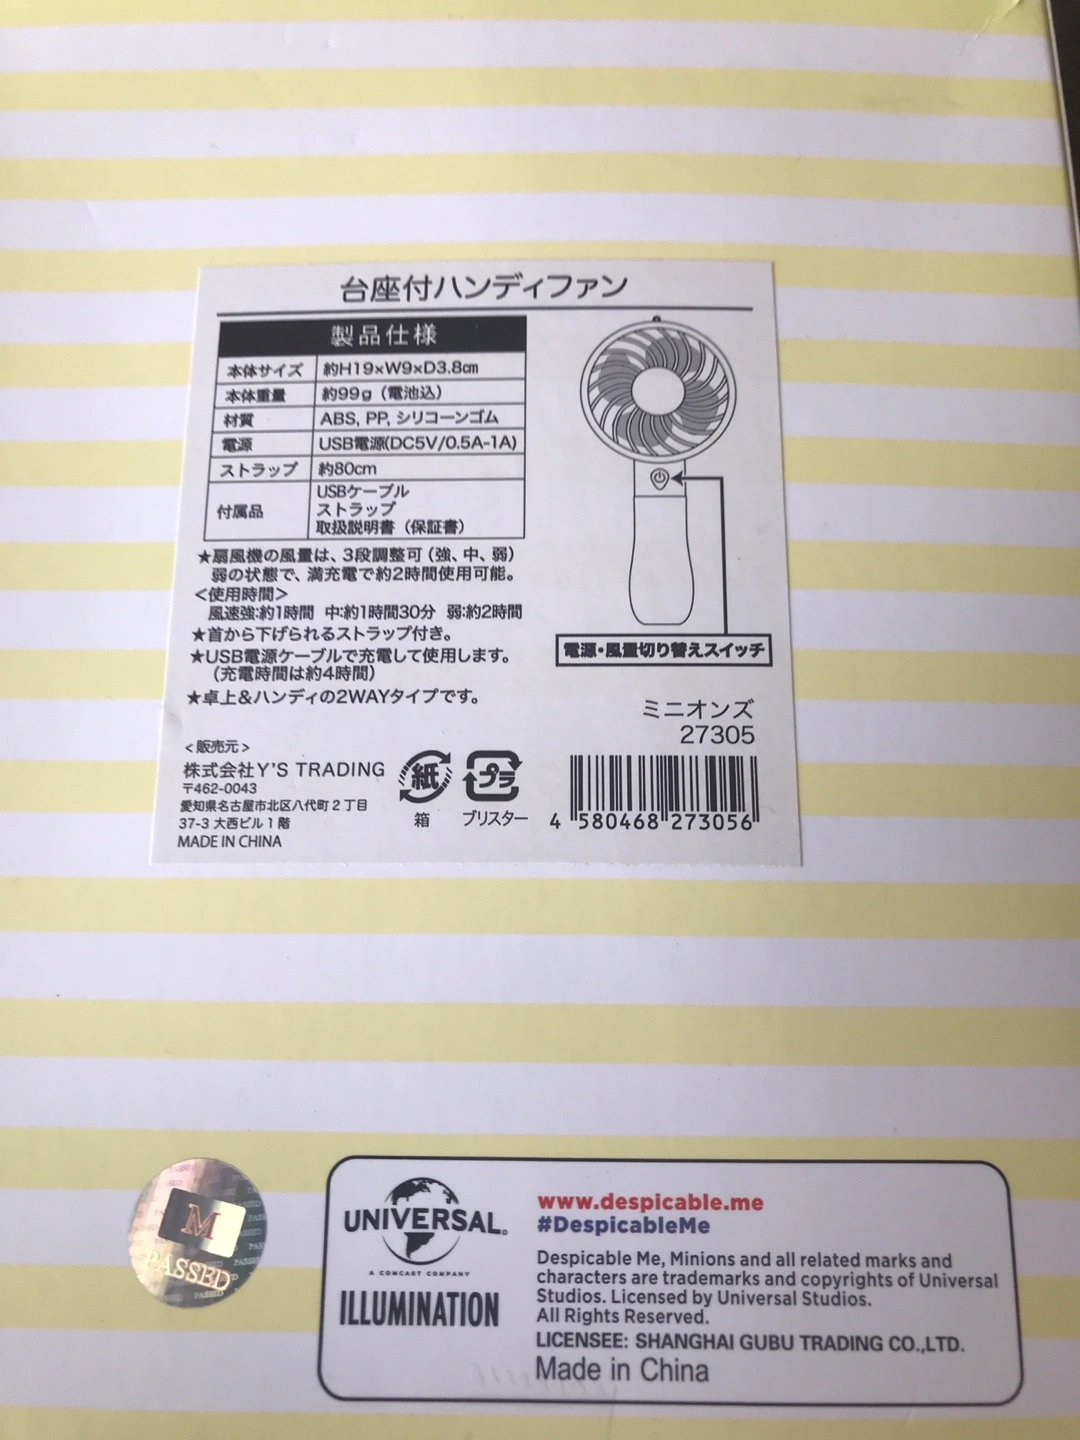 台座付ハンディファン
製品仕様
本体サイズ 約H19×W9×D3.8cm
本体重量 約99g（電池込）
材質 ABS, PP, シリコーンゴム
電源 USB電源(DC5V/0.5A-1A)
ストラップ 約80cm
付属品 USBケーブル
ストラップ
取扱説明書（保証書）
★扇風機の風量は、3段調整可（強、中、弱）
弱の状態で、満充電で約2時間使用可能。
＜使用時間＞
風速強:約1時間 中:約1時間30分 弱:約2時間
★首から下げられるストラップ付き。
★USB電源ケーブルで充電して使用します。
（充電時間は約4時間）
★卓上&ハンディの2WAYタイプです。
電源・風量切り替えスイッチ
ミニオンズ
27305
＜販売元＞
株式会社Y'S TRADING
〒462-0043
愛知県名古屋市北区八代町2丁目
37-3 大西ビル1階
MADE IN CHINA
紙
箱
プラ
ブリスター
4 580468 273056
M
PASSED
UNIVERSAL
A COMCAST COMPANY
ILLUMINATION
www.despicable.me
#DespicableMe
Despicable Me, Minions and all related marks and
characters are trademarks and copyrights of Universal
Studios. Licensed by Universal Studios.
All Rights Reserved.
LICENSEE: SHANGHAI GUBU TRADING CO.,LTD.
Made in China